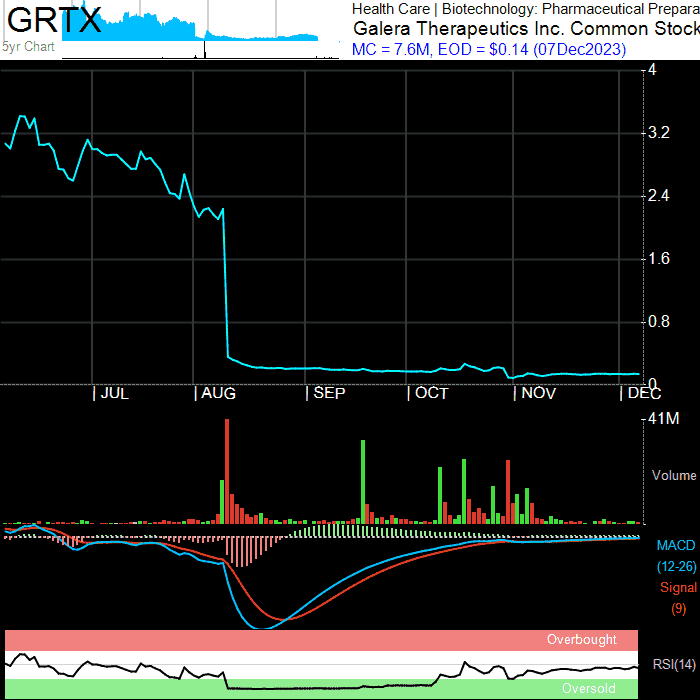 GRTX
5yr Chart
Health Care | Biotechnology: Pharmaceutical Prepara
Galera Therapeutics Inc. Common Stock
MC = 7.6M, EOD = $0.14 (07Dec2023)
4
3.2
2.4
1.6
0.8
0
JUL
AUG
SEP
OCT
NOV
DEC
41M
Volume
MACD
(12-26)
Signal
(9)
Overbought
RSI(14)
Oversold